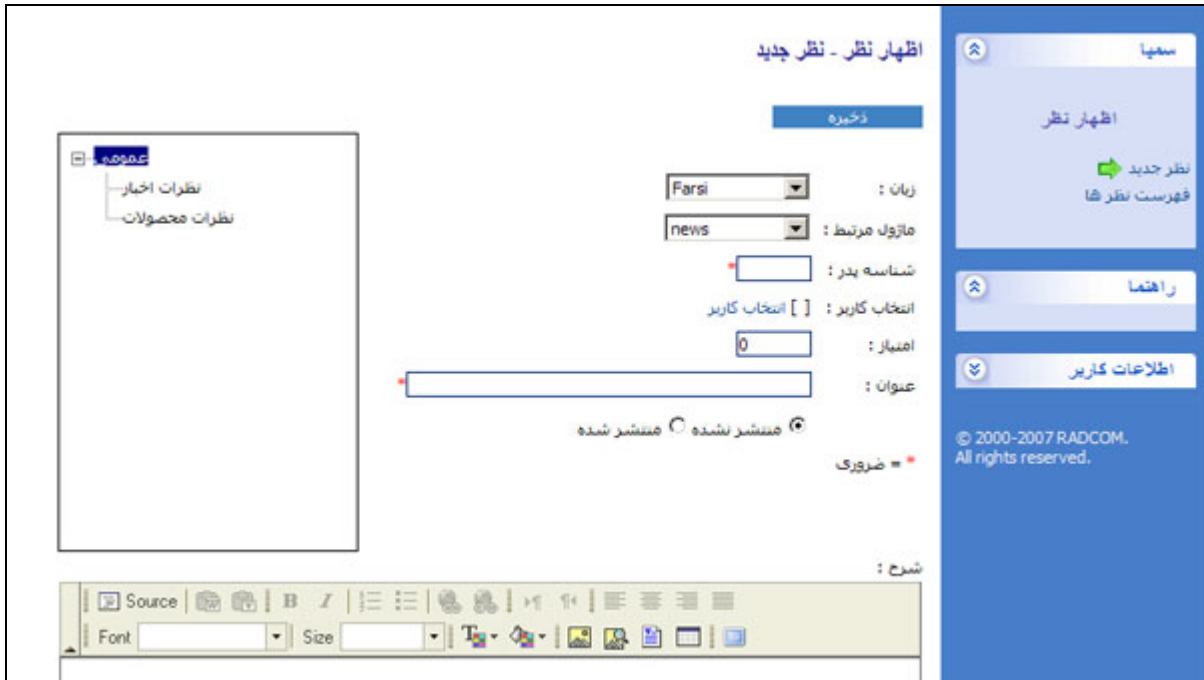 سمپا
اظهار نظر
نظر جدید
فهرست نظر ها
راهنما
اطلاعات کاربر
© 2000-2007 RADCOM.
All rights reserved.
اظهار نظر - نظر جدید
ذخیره
زبان : Farsi
ماژول مرتبط : news
شناسه پدر : *
انتخاب کاربر : [ ] انتخاب کاربر
امتیاز : 0
عنوان : *
منتشر نشده منتشر شده
* = ضروری
عمومی
نظرات اخبار
نظرات محصولات
شرح :
Source B I
Font Size